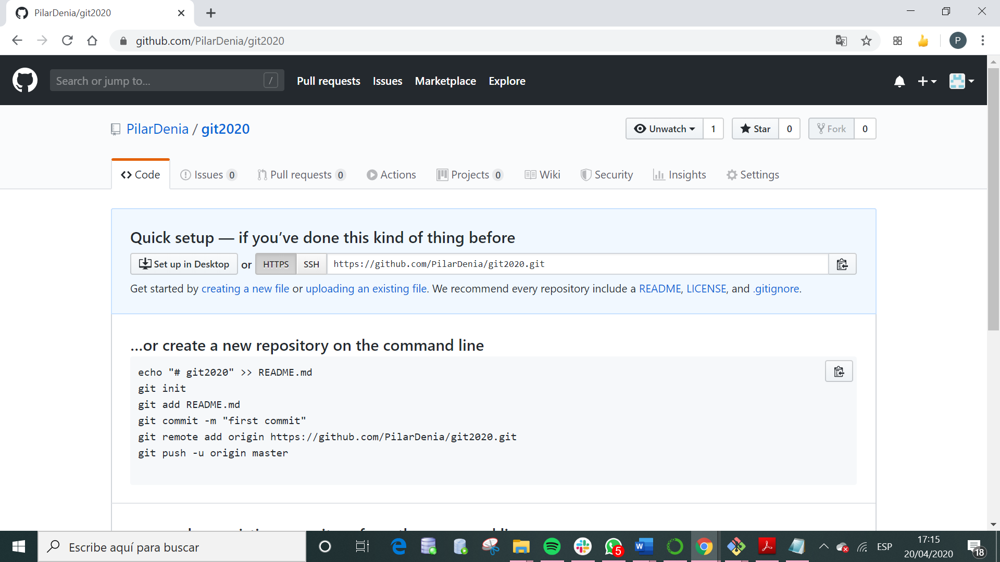 PilarDenia/git2020
github.com/PilarDenia/git2020
P
Search or jump to...
/
Pull requests
Issues
Marketplace
Explore
PilarDenia / git2020
Unwatch
1
Star
0
Fork
0
Code
Issues 0
Pull requests 0
Actions
Projects 0
Wiki
Security
Insights
Settings
Quick setup — if you’ve done this kind of thing before
Set up in Desktop
or
HTTPS
SSH
https://github.com/PilarDenia/git2020.git
Get started by creating a new file or uploading an existing file. We recommend every repository include a README, LICENSE, and .gitignore.
…or create a new repository on the command line
echo "# git2020" >> README.md
git init
git add README.md
git commit -m "first commit"
git remote add origin https://github.com/PilarDenia/git2020.git
git push -u origin master
Escribe aquí para buscar
5
W
ESP
17:15
20/04/2020
18